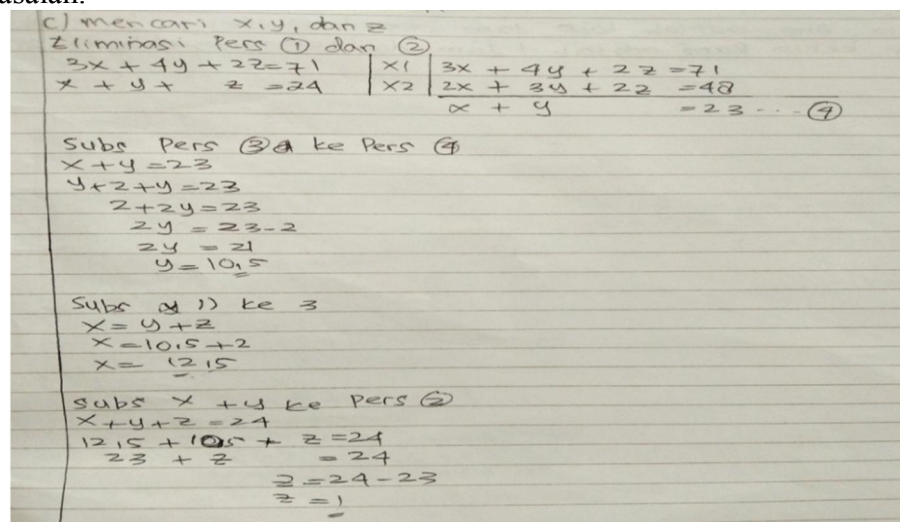 asalah.
c) mencari x, y, dan z
Eliminasi Pers ① dan ②
3x + 4y + 2z = 71 | x1 | 3x + 4y + 2z = 71
x + y + z = 24 | x2 | 2x + 3y + 2z = 48
x + y = 23 ... ④
Subs Pers ③ ke Pers ④
x + y = 23
y + 2 + y = 23
2 + 2y = 23
2y = 23 - 2
2y = 21
y = 10,5
Subs 1) ke 3
x = y + 2
x = 10,5 + 2
x = 12,5
Subs x + y ke Pers ②
x + y + z = 24
12,5 + 10,5 + z = 24
23 + z = 24
z = 24 - 23
z = 1